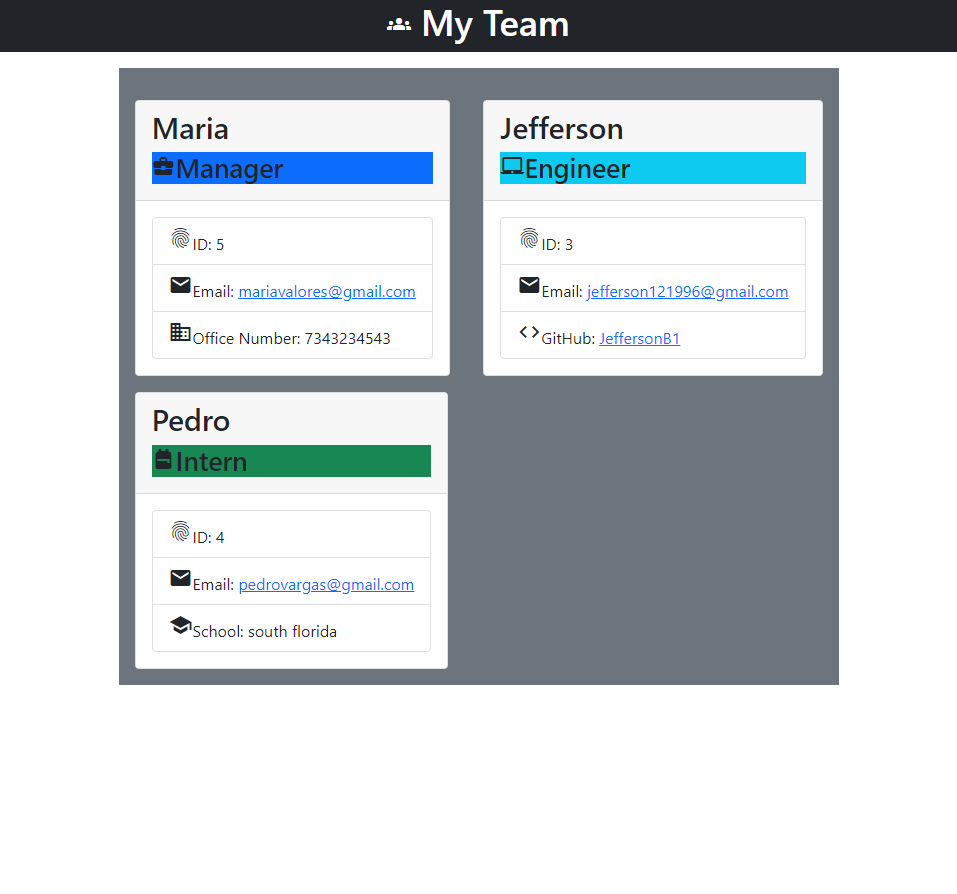 My Team
Maria
Manager
ID: 5
Email: mariavalores@gmail.com
Office Number: 7343234543
Jefferson
Engineer
ID: 3
Email: jefferson121996@gmail.com
GitHub: JeffersonB1
Pedro
Intern
ID: 4
Email: pedrovargas@gmail.com
School: south florida